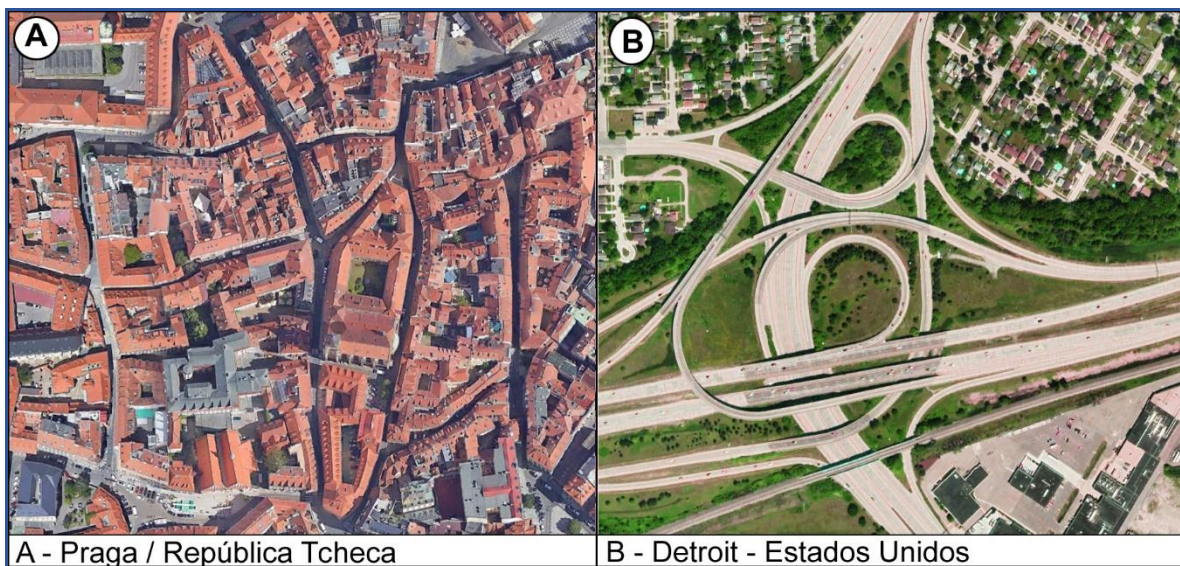 A
B
A - Praga / República Tcheca
B - Detroit - Estados Unidos